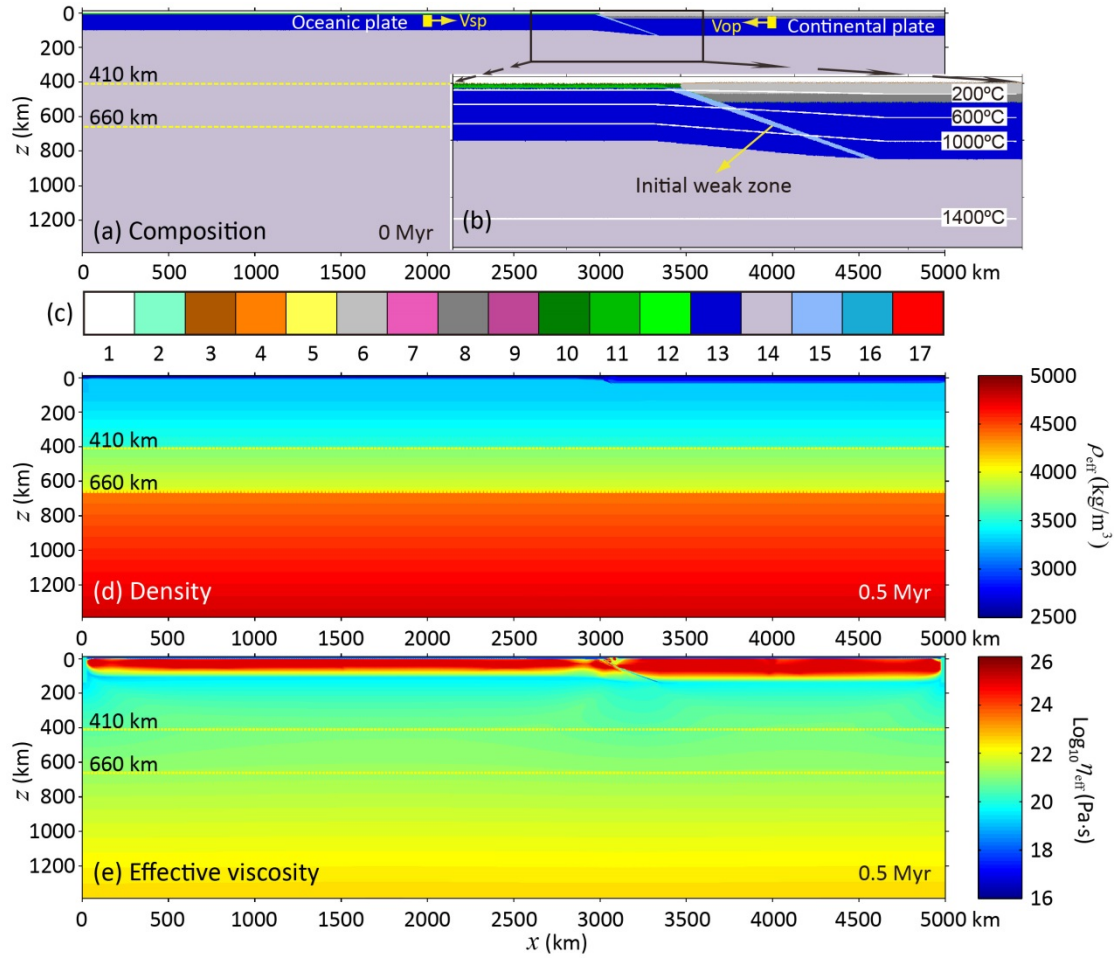 0
200
400
600
800
1000
1200
z (km)
Oceanic plate
Vsp
Vop
Continental plate
410 km
660 km
200ºC
600ºC
1000ºC
Initial weak zone
1400ºC
(a) Composition
0 Myr
(b)
0 500 1000 1500 2000 2500 3000 3500 4000 4500 5000 km
(c)
1 2 3 4 5 6 7 8 9 10 11 12 13 14 15 16 17
0
200
400
600
800
1000
1200
z (km)
410 km
660 km
(d) Density
0.5 Myr
5000
4500
4000
3500
3000
2500
ρeff (kg/m³)
0 500 1000 1500 2000 2500 3000 3500 4000 4500 5000 km
0
200
400
600
800
1000
1200
z (km)
410 km
660 km
(e) Effective viscosity
0.5 Myr
26
24
22
20
18
16
Log10 ηeff (Pa·s)
0 500 1000 1500 2000 2500 3000 3500 4000 4500 5000 km
x (km)